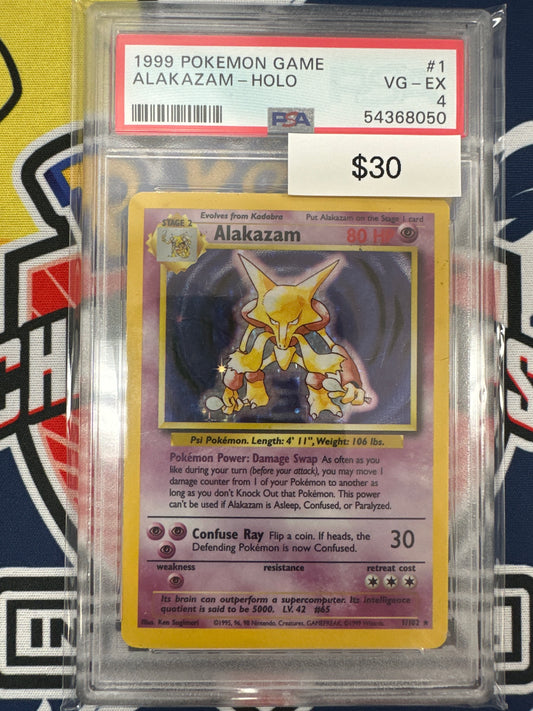 1999 POKEMON GAME #1
ALAKAZAM - HOLO VG - EX
4
PSA 54368050
$30
Evolves from Kadabra Put Alakazam on the Stage 1 card
STAGE 2
Alakazam 80 HP
Psi Pokémon. Length: 4' 11", Weight: 106 lbs.
Pokémon Power: Damage Swap As often as you
like during your turn (before your attack), you may move 1
damage counter from 1 of your Pokémon to another as
long as you don't Knock Out that Pokémon. This power
can't be used if Alakazam is Asleep, Confused, or Paralyzed.
Confuse Ray Flip a coin. If heads, the 30
Defending Pokémon is now Confused.
weakness resistance retreat cost
Its brain can outperform a supercomputer. Its intelligence
quotient is said to be 5000. LV. 42 #65
Illus. Ken Sugimori ©1995, 96, 98 Nintendo, Creatures, GAMEFREAK. ©1999 Wizards. 1/102 ★
CH
S
IN